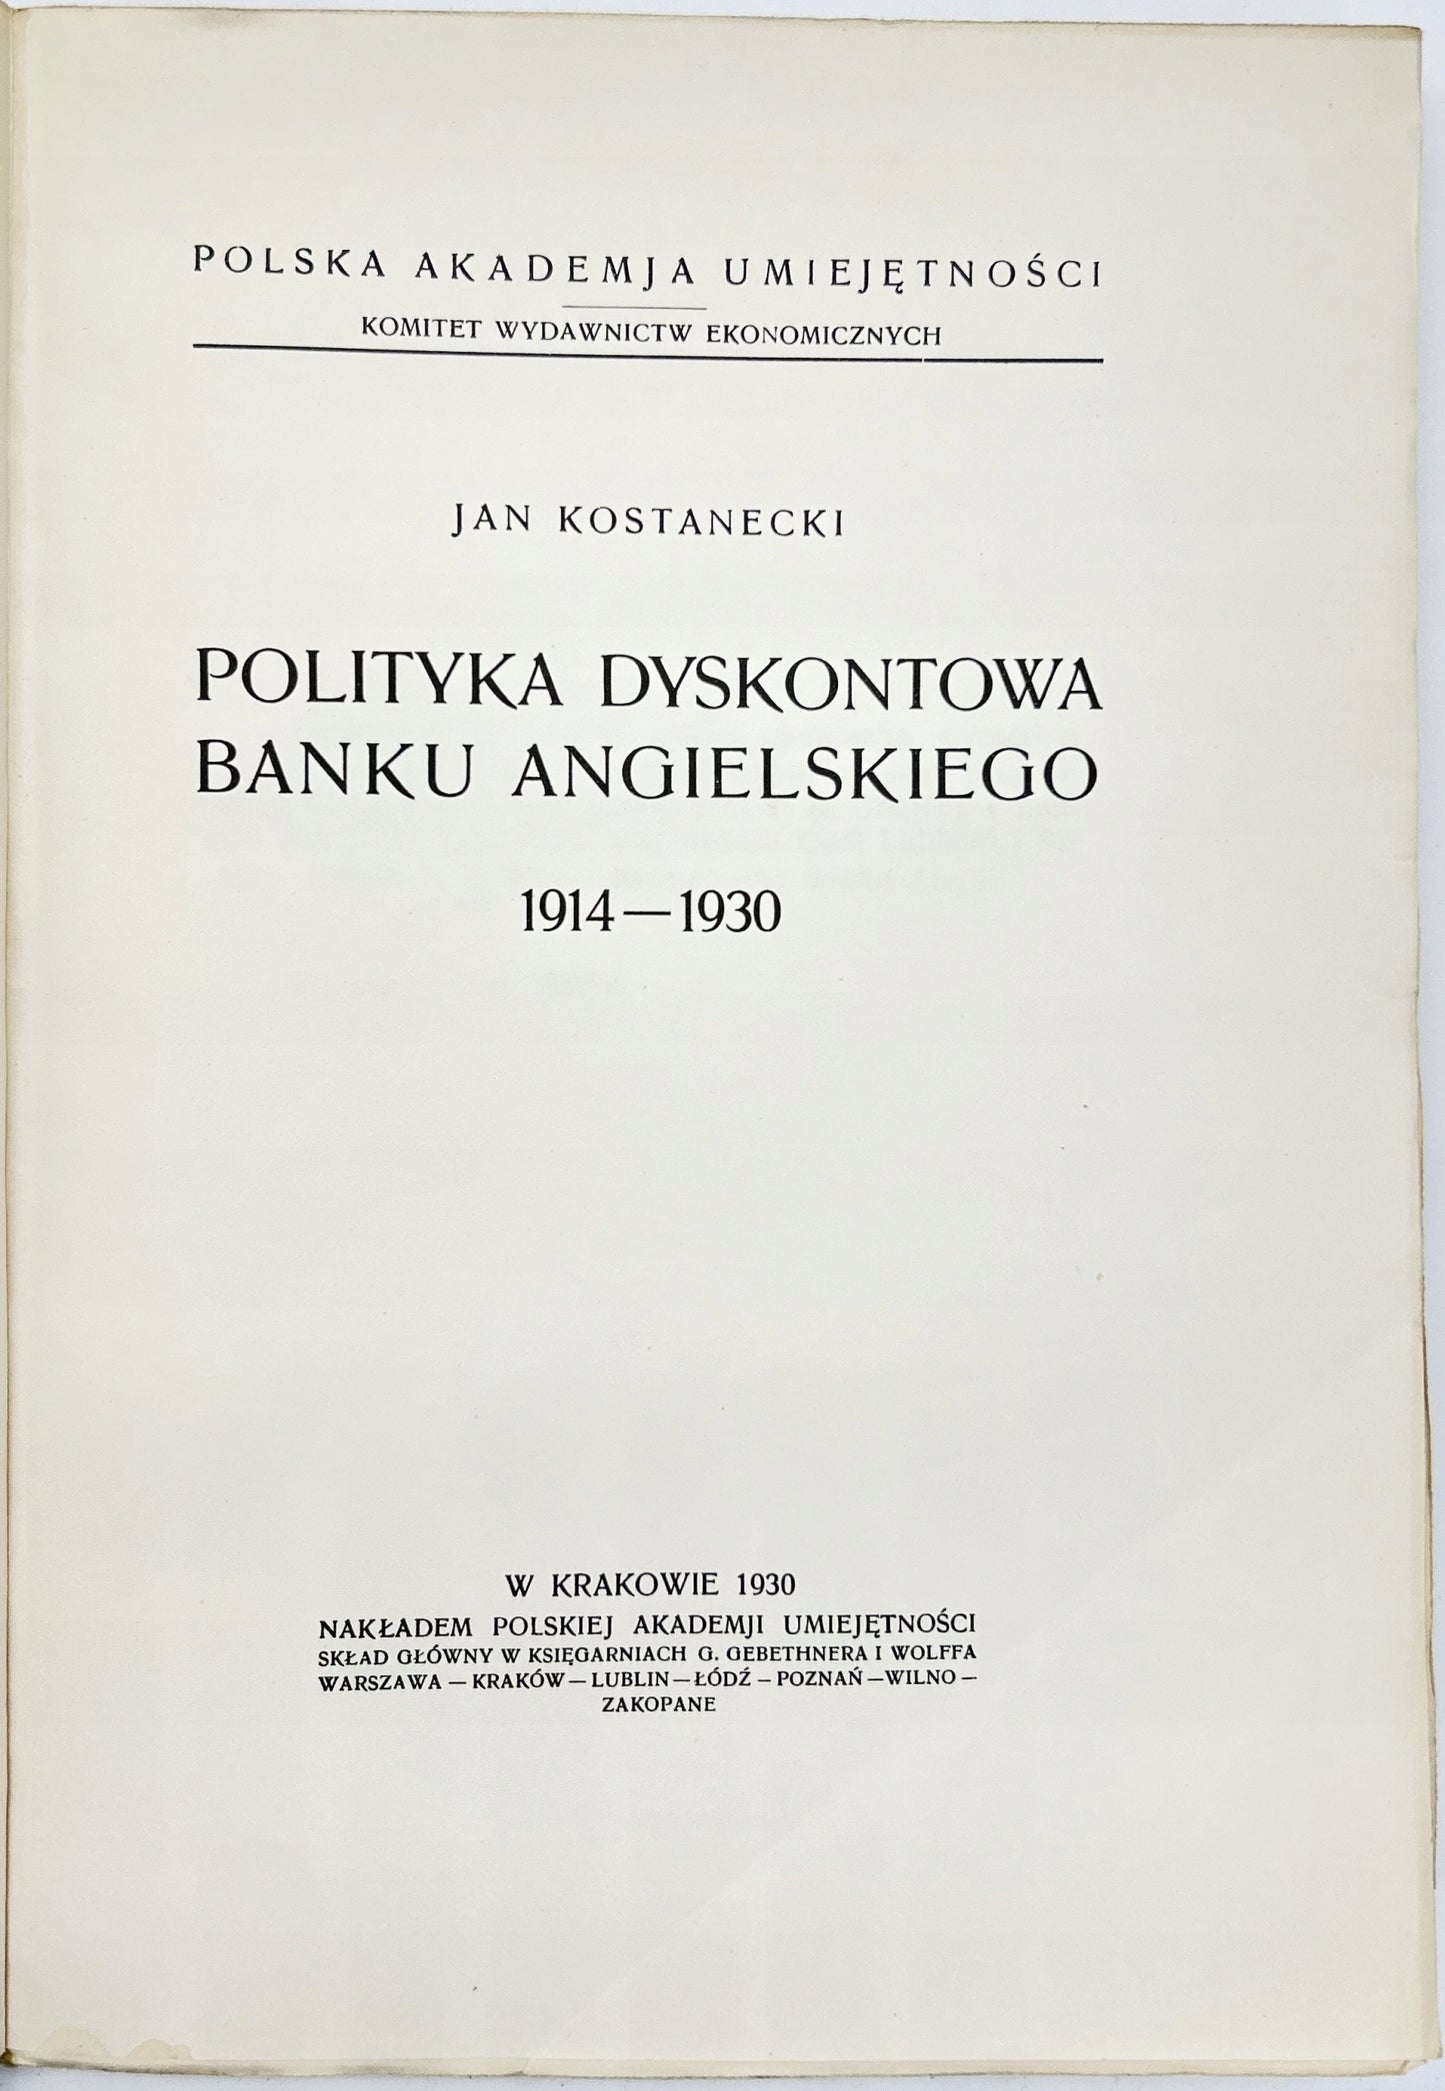 POLSKA AKADEMJA UMIEJĘTNOŚCI
KOMITET WYDAWNICTW EKONOMICZNYCH
JAN KOSTANECKI
POLITYKA DYSKONTOWA
BANKU ANGIELSKIEGO
1914—1930
W KRAKOWIE 1930
NAKŁADEM POLSKIEJ AKADEMJI UMIEJĘTNOŚCI
SKŁAD GŁÓWNY W KSIĘGARNIACH G. GEBETHNERA I WOLFFA
WARSZAWA — KRAKÓW — LUBLIN — ŁÓDŹ — POZNAŃ — WILNO —
ZAKOPANE